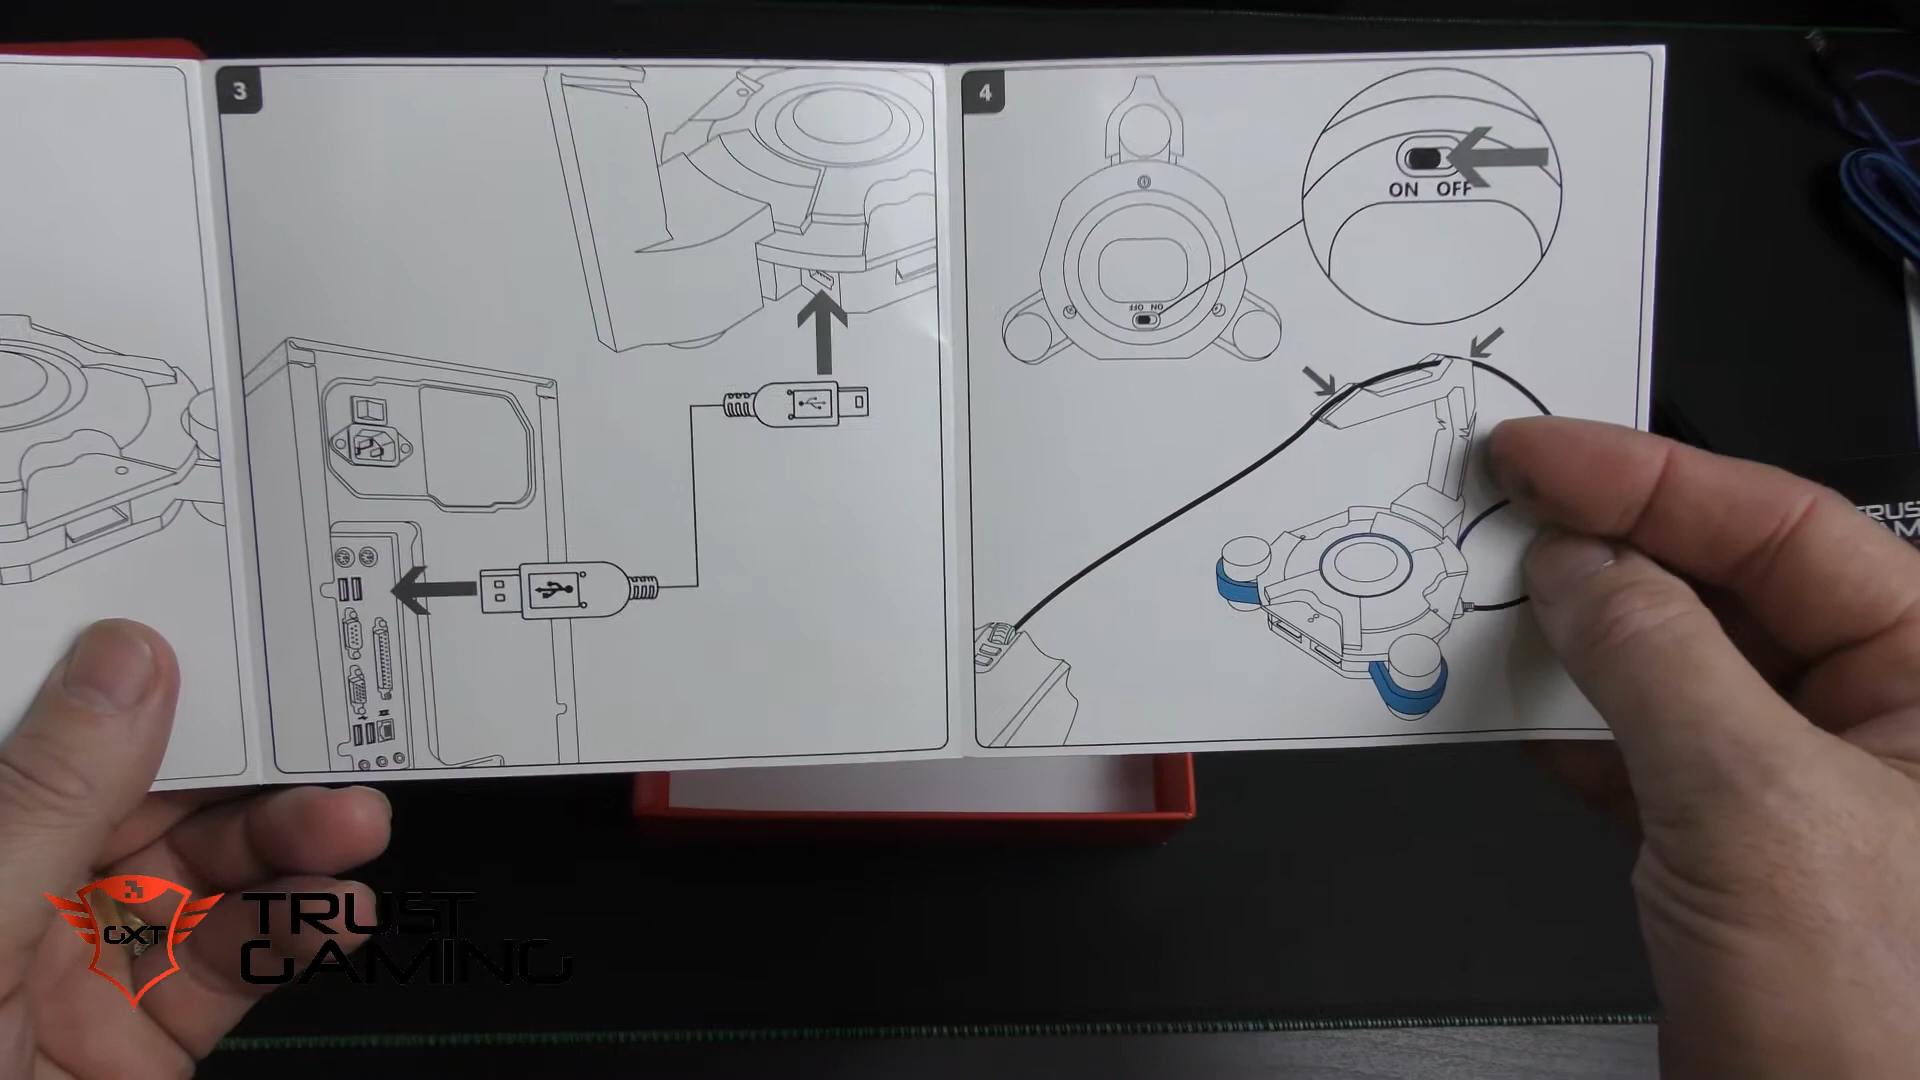 3
4
ON OFF
ON OFF
TRUST
GAMING
GXT